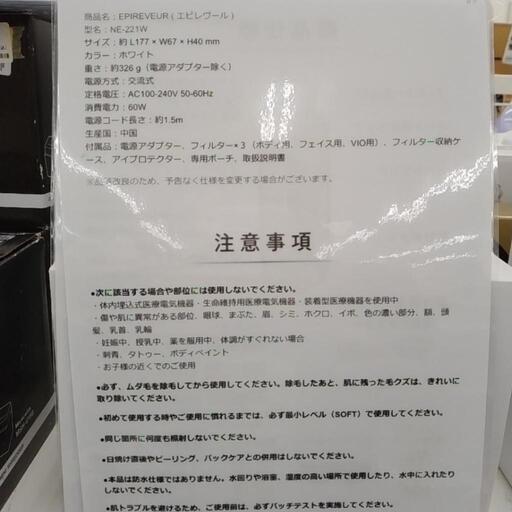 商品名：EPIREVEUR ( エピレヴール )
型名：NE-221W
サイズ：約 L177 × W67 × H40 mm
カラー：ホワイト
重さ：約326 g（電源アダプター除く）
電源方式：交流式
定格電圧：AC100-240V 50-60Hz
消費電力：60W
電源コード長さ：約1.5m
生産国：中国
付属品：電源アダプター、フィルター×3（ボディ用、フェイス用、VIO用）、フィルター収納ケ
ース、アイプロテクター、専用ポーチ、取扱説明書
※品質改良のため、予告なく仕様を変更する場合がございます。
注意事項
●次に該当する場合や部位には使用しないでください。
・体内埋込式医療電気機器・生命維持用医療電気機器・装着型医療機器を使用中
・傷や肌に異常がある部位、眼球、まぶた、眉、シミ、ホクロ、イボ、色の濃い部分、額、頭
髪、乳首、乳輪
・妊娠中、授乳中、薬を服用中、体調がすぐれない場合
・刺青、タトゥー、ボディペイント
・お子様の近くでのご使用
●必ず、ムダ毛を除毛してから使用してください。除毛したあと、肌に残った毛クズは、きれいに
取り除いてください。
●初めて使用する時やご使用に慣れるまでは、必ず最小レベル（SOFT）で使用してください。
●同じ箇所に何度も照射しないでください。
●日焼け直後やピーリング、パックケアとの併用はしないでください。
●本品は防水仕様ではありません。水回りや浴室、湿度の高い場所で使用したり、水中に入れたり
しないでください。
●肌トラブルを避けるため、ご使用前は、必ずパッチテストを実施してください。